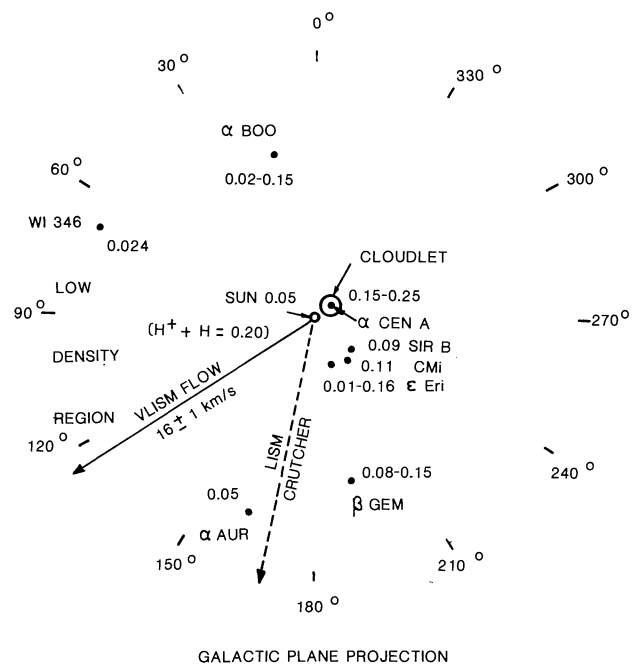 0°
30°
330°
α BOO
0.02-0.15
60°
300°
WI 346
0.024
CLOUDLET
LOW
SUN 0.05
0.15-0.25
α CEN A
90°
270°
(H⁺ + H = 0.20)
0.09 SIR B
DENSITY
0.11 CMi
0.01-0.16 ε Eri
VLISM FLOW
16 ± 1 km/s
REGION
120°
LISM
CRUTCHER
240°
0.08-0.15
0.05
β GEM
α AUR
150°
210°
180°
GALACTIC PLANE PROJECTION